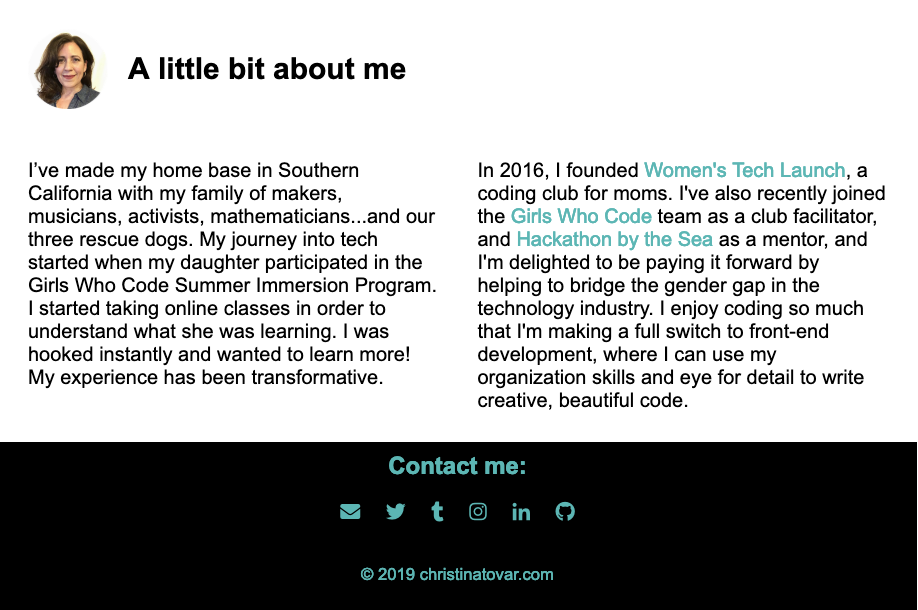 A little bit about me
I’ve made my home base in Southern
California with my family of makers,
musicians, activists, mathematicians...and our
three rescue dogs. My journey into tech
started when my daughter participated in the
Girls Who Code Summer Immersion Program.
I started taking online classes in order to
understand what she was learning. I was
hooked instantly and wanted to learn more!
My experience has been transformative.
In 2016, I founded Women's Tech Launch, a
coding club for moms. I've also recently joined
the Girls Who Code team as a club facilitator,
and Hackathon by the Sea as a mentor, and
I'm delighted to be paying it forward by
helping to bridge the gender gap in the
technology industry. I enjoy coding so much
that I'm making a full switch to front-end
development, where I can use my
organization skills and eye for detail to write
creative, beautiful code.
Contact me:
© 2019 christinatovar.com